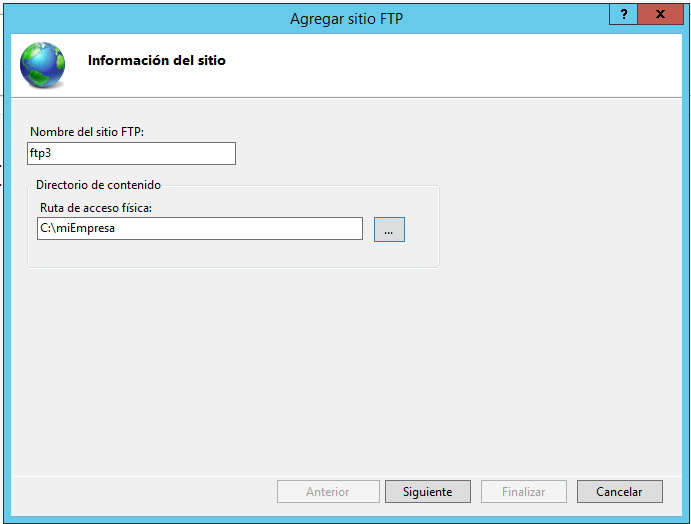 Agregar sitio FTP
?
x
Información del sitio
Nombre del sitio FTP:
ftp3
Directorio de contenido
Ruta de acceso física:
C:\miEmpresa
...
Anterior
Siguiente
Finalizar
Cancelar